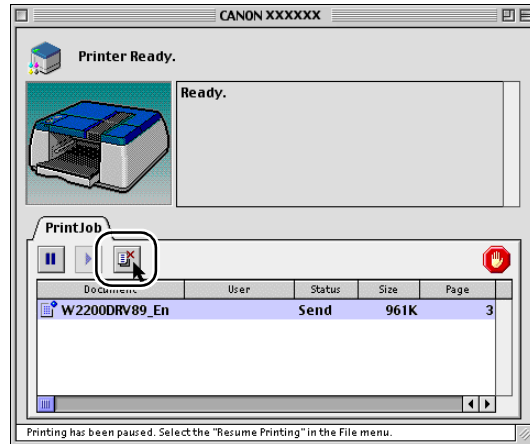 CANON XXXXXX
Printer Ready.
Ready.
PrintJob
Document User Status Size Page
W2200DRV89_En Send 961K 3
Printing has been paused. Select the "Resume Printing" in the File menu.